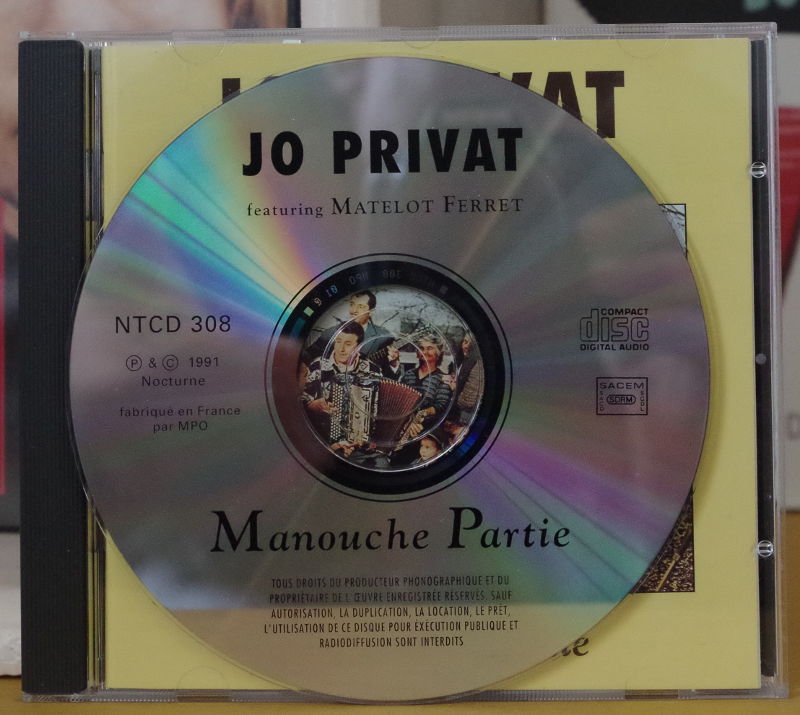 JO PRIVAT
featuring MATELOT FERRET
NTCD 308
Ⓟ & © 1991
Nocturne
fabriqué en France
par MPO
COMPACT
disc
DIGITAL AUDIO
SACEM
SDRM
Manouche Partie
TOUS DROITS DU PRODUCTEUR PHONOGRAPHIQUE ET DU
PROPRIÉTAIRE DE L'ŒUVRE ENREGISTRÉE RÉSERVÉS. SAUF
AUTORISATION, LA DUPLICATION, LA LOCATION, LE PRÊT,
L'UTILISATION DE CE DISQUE POUR EXÉCUTION PUBLIQUE ET
RADIODIFFUSION SONT INTERDITS